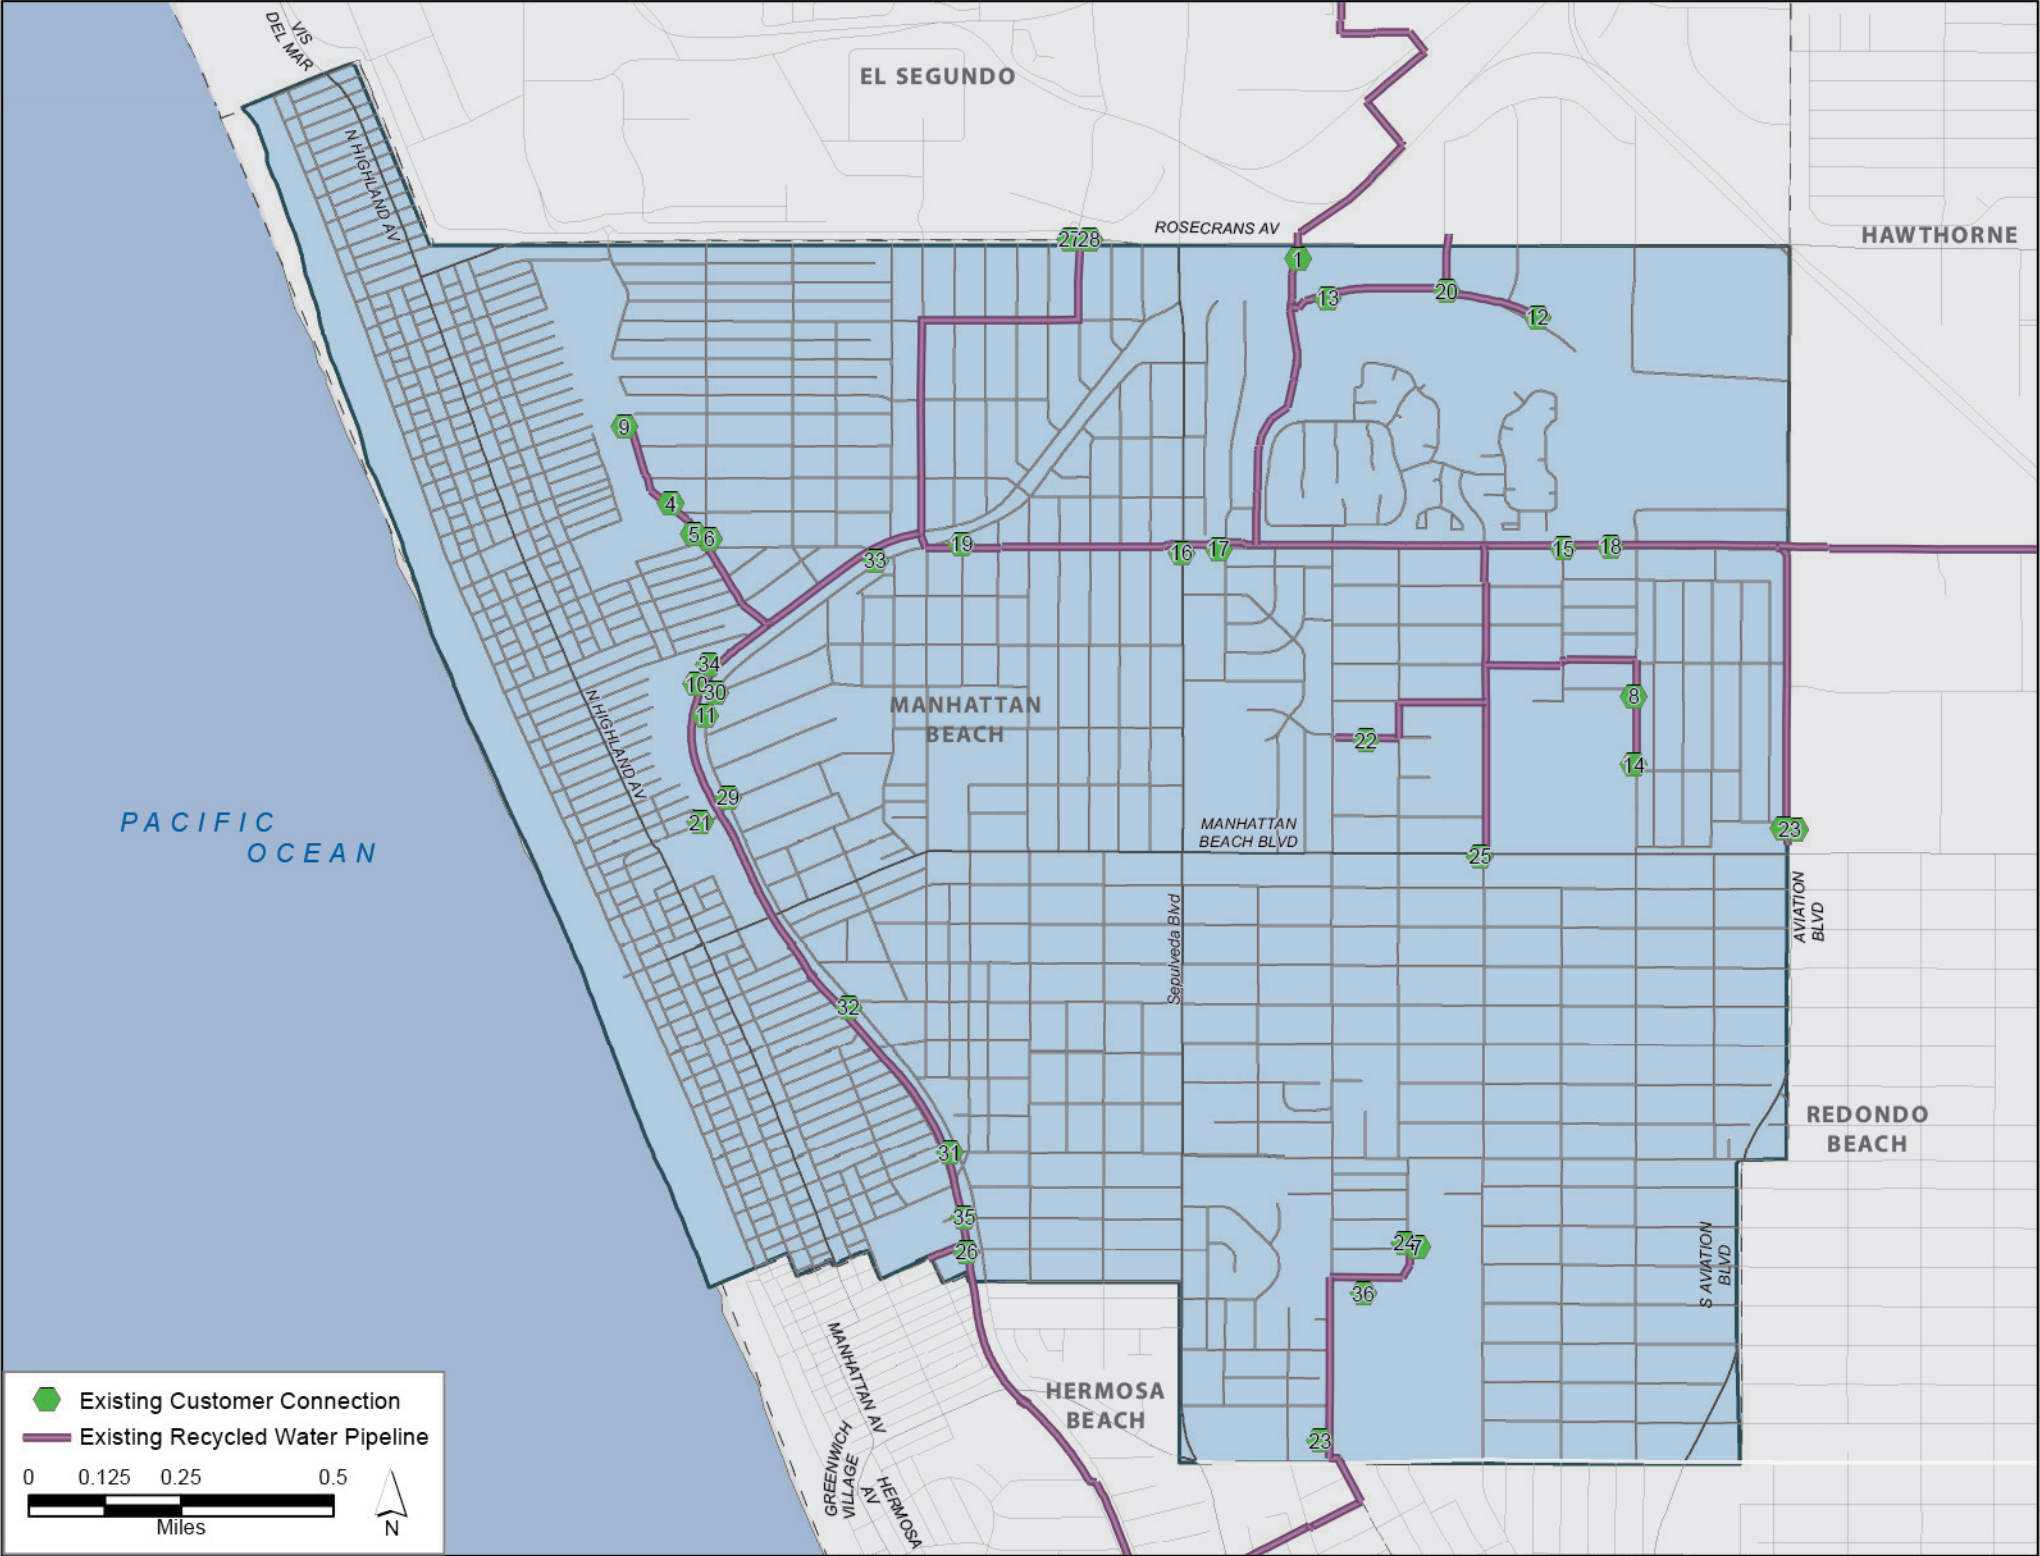 VIS
DEL MAR
EL SEGUNDO
N HIGHLAND AV
ROSECRANS AV
HAWTHORNE
27
28
1
13
20
12
9
4
5
6
33
19
16
17
15
18
34
10
30
11
N HIGHLAND AV
MANHATTAN
BEACH
8
22
14
29
21
PACIFIC
OCEAN
MANHATTAN
BEACH BLVD
25
23
AVIATION
BLVD
Sepulveda Blvd
32
REDONDO
BEACH
31
35
26
24
7
36
S AVIATION
BLVD
MANHATTAN AV
HERMOSA
BEACH
23
GREENWICH
VILLAGE
HERMOSA
AV
Existing Customer Connection
Existing Recycled Water Pipeline
0 0.125 0.25 0.5
Miles
N